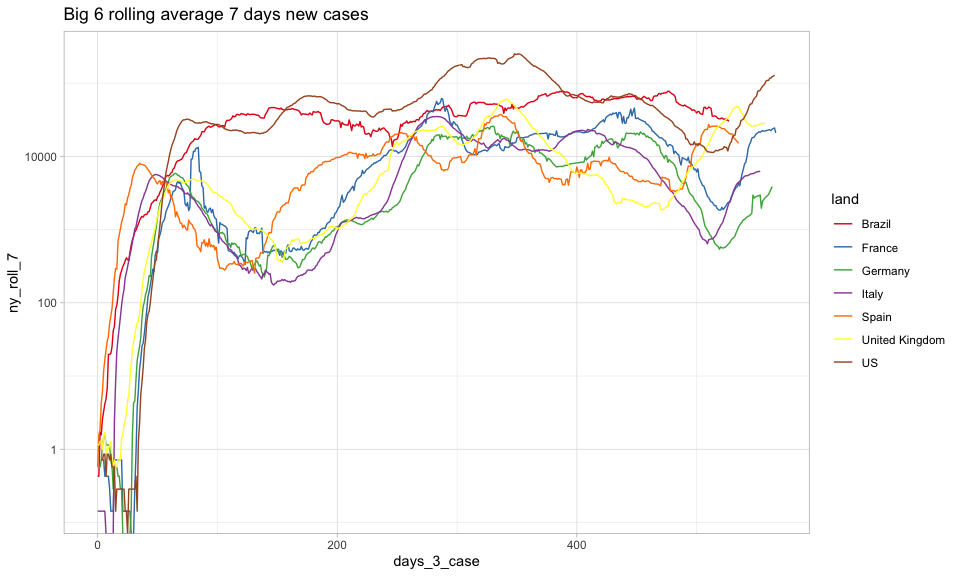 Big 6 rolling average 7 days new cases
ny_roll_7
10000
100
1
0
200
400
days_3_case
land
Brazil
France
Germany
Italy
Spain
United Kingdom
US